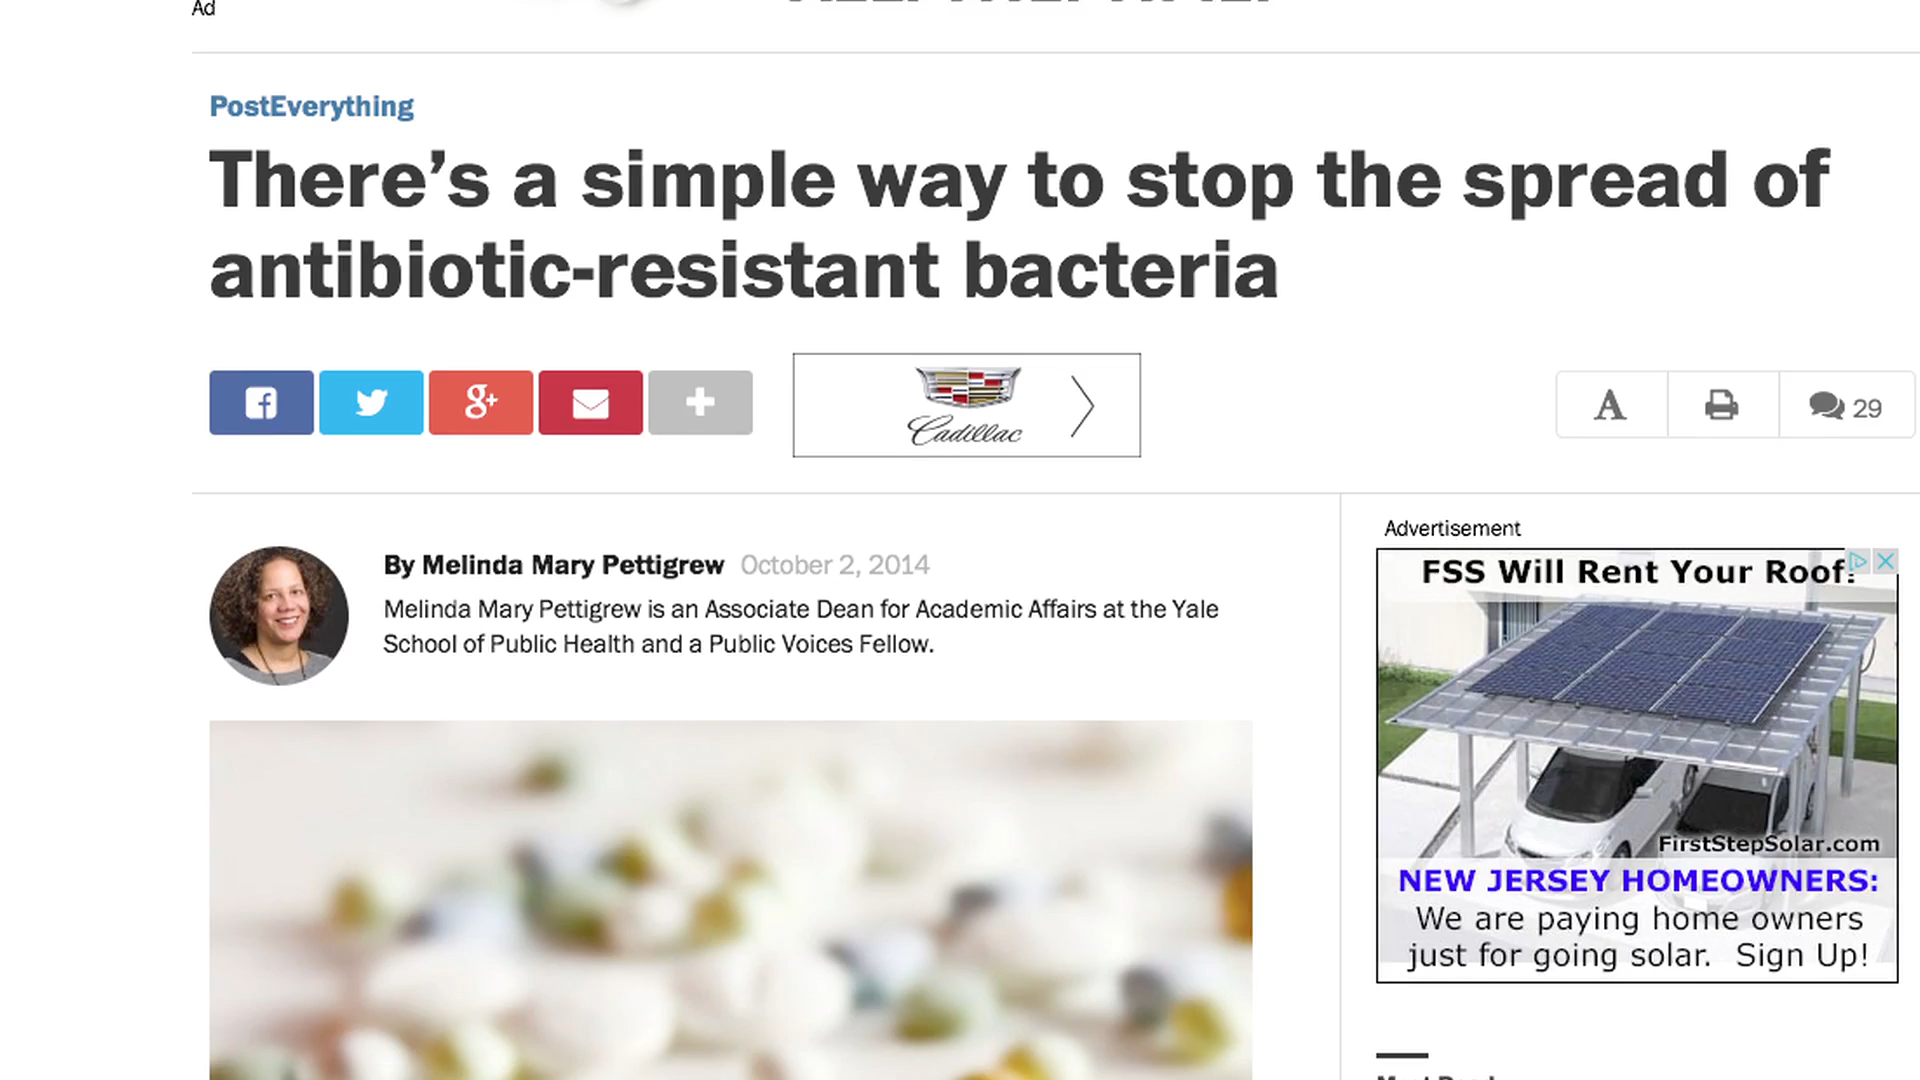 Ad
PostEverything
There's a simple way to stop the spread of
antibiotic-resistant bacteria
g+
Cadillac
A
29
By Melinda Mary Pettigrew October 2, 2014
Melinda Mary Pettigrew is an Associate Dean for Academic Affairs at the Yale
School of Public Health and a Public Voices Fellow.
Advertisement
FSS Will Rent Your Roof!
FirstStepSolar.com
NEW JERSEY HOMEOWNERS:
We are paying home owners
just for going solar. Sign Up!